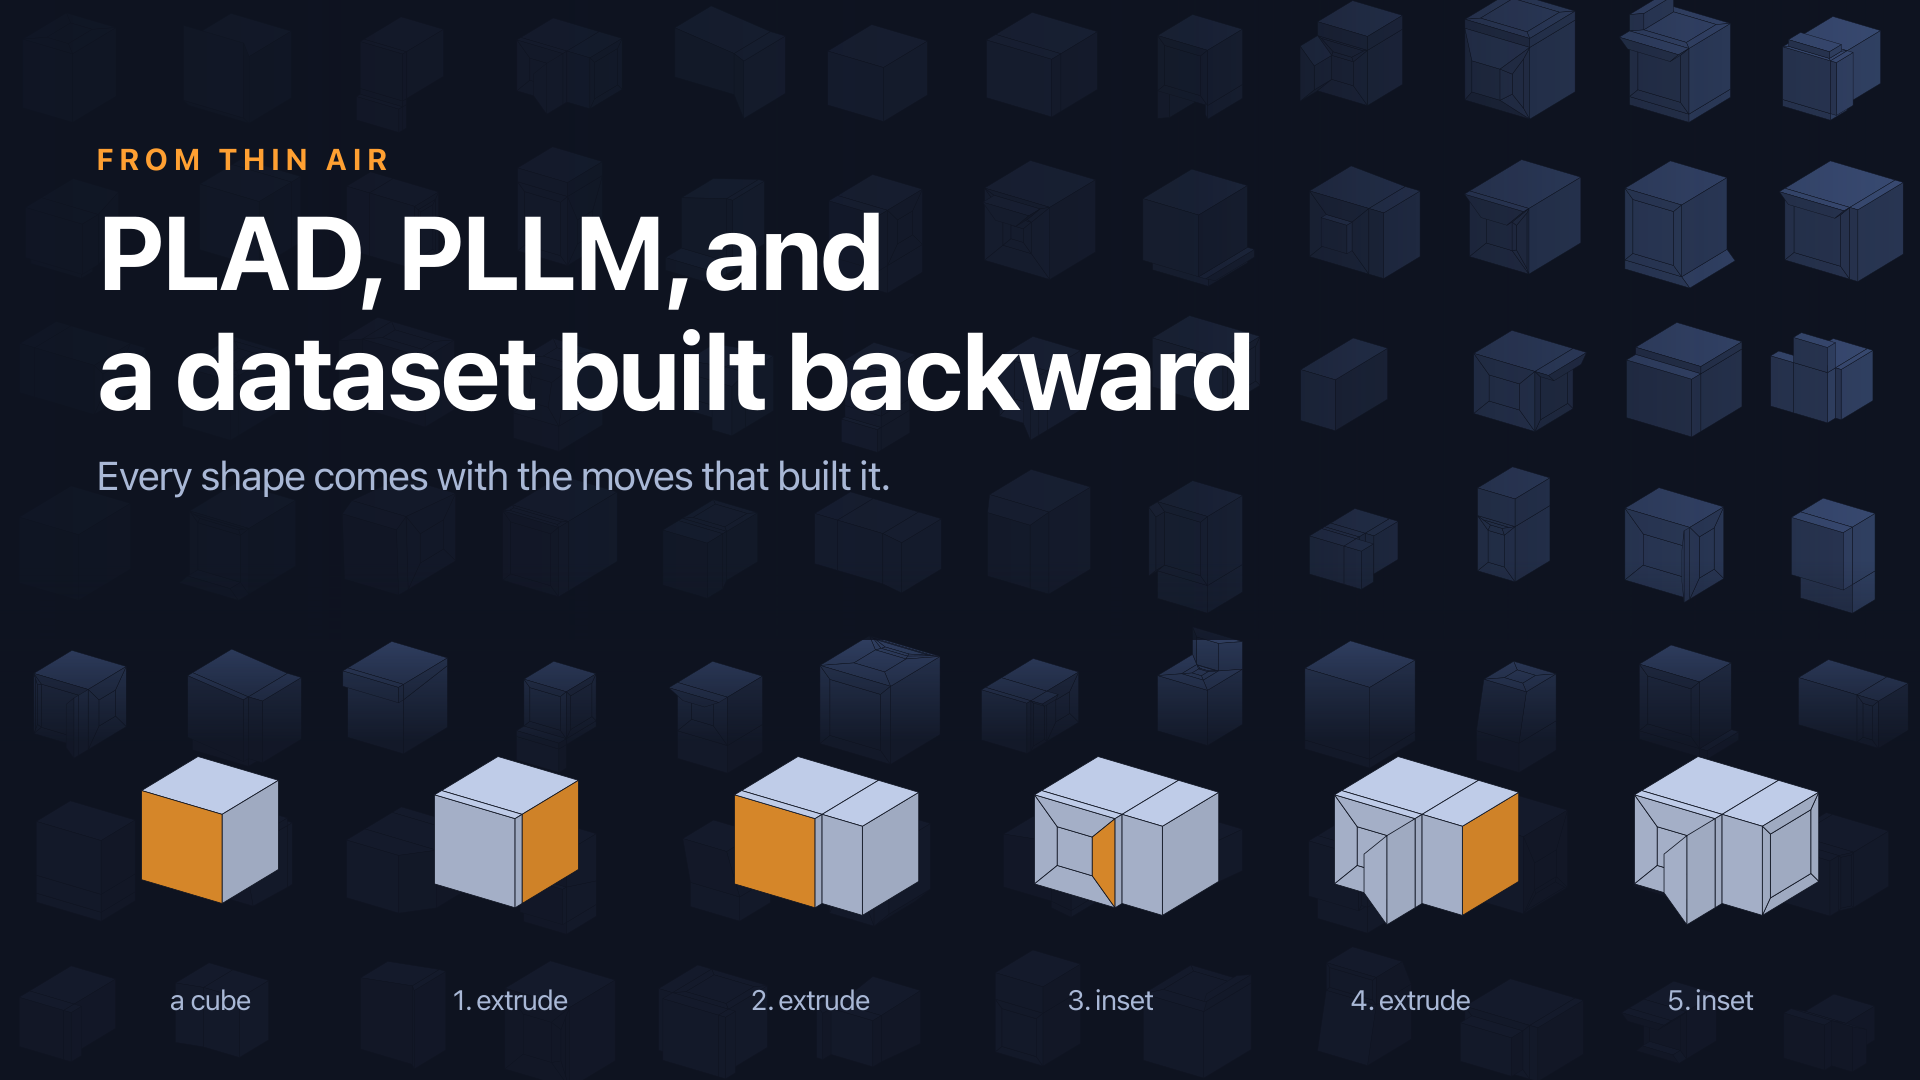 FROM THIN AIR
PLAD, PLLM, and
a dataset built backward
Every shape comes with the moves that built it.
a cube
1. extrude
2. extrude
3. inset
4. extrude
5. inset